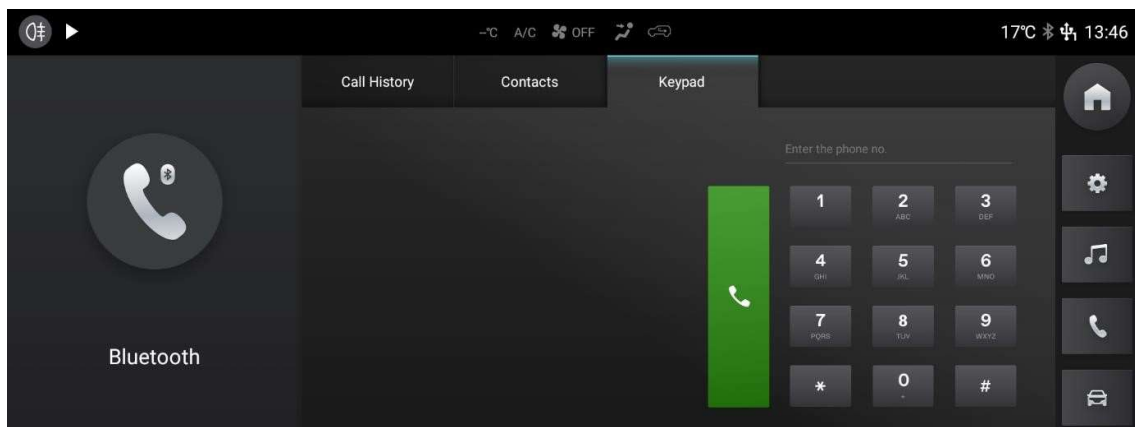 --℃ A/C OFF 17℃ 13:46
Call History Contacts Keypad
Enter the phone no.
1 2 3
ABC DEF
4 5 6
GHI JKL MNO
7 8 9
PQRS TUV WXYZ
* 0 #
+
Bluetooth